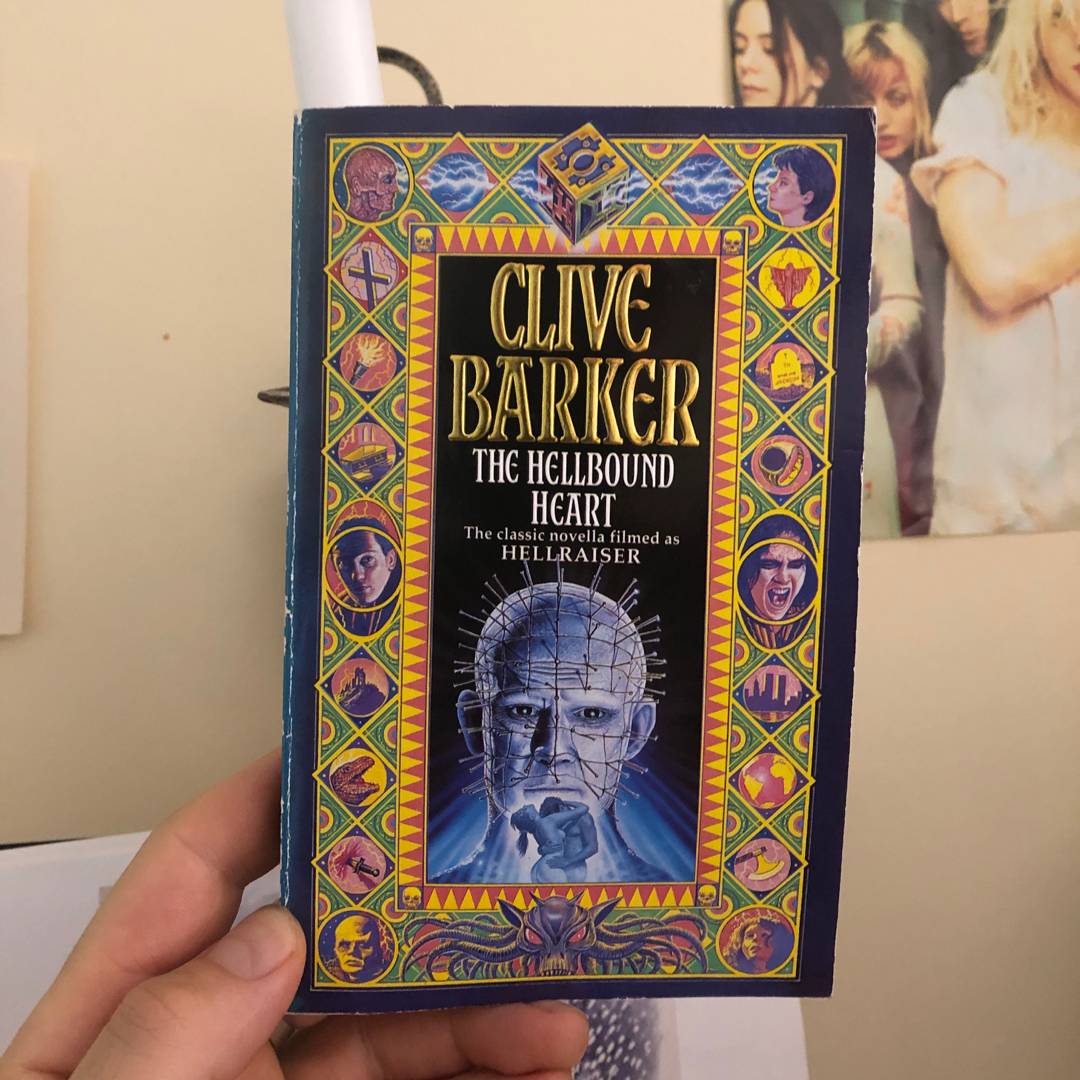 CLIVE
BARKER
THE HELLBOUND
HEART
The classic novella filmed as
HELLRAISER